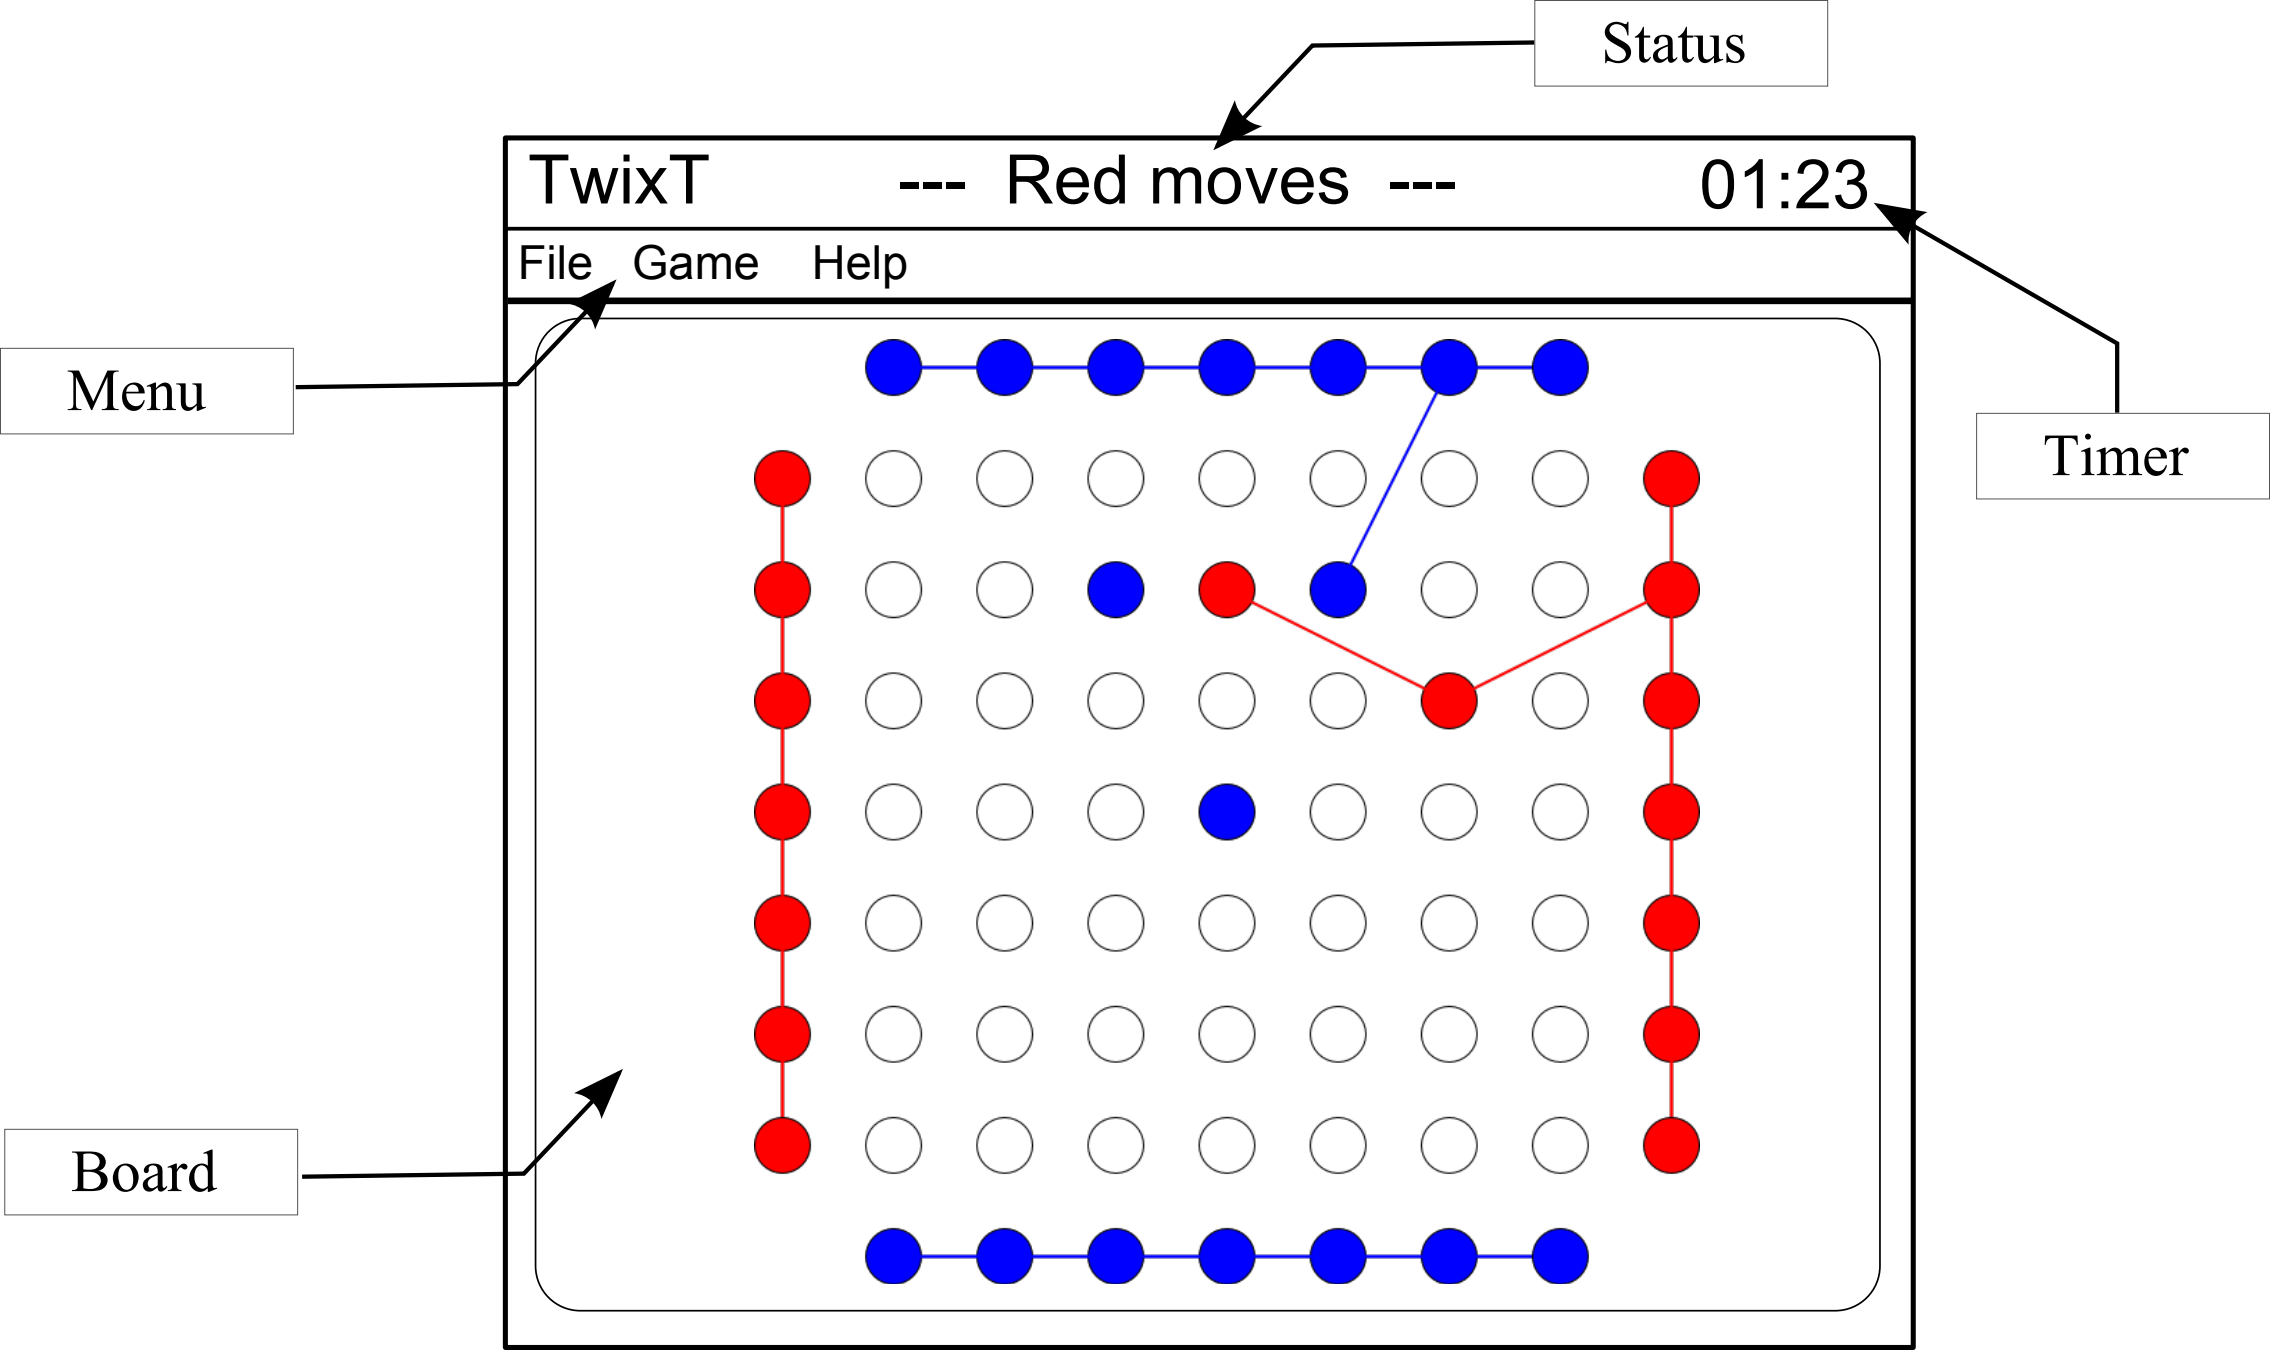 Status
TwixT --- Red moves --- 01:23
File Game Help
Menu
Timer
Board